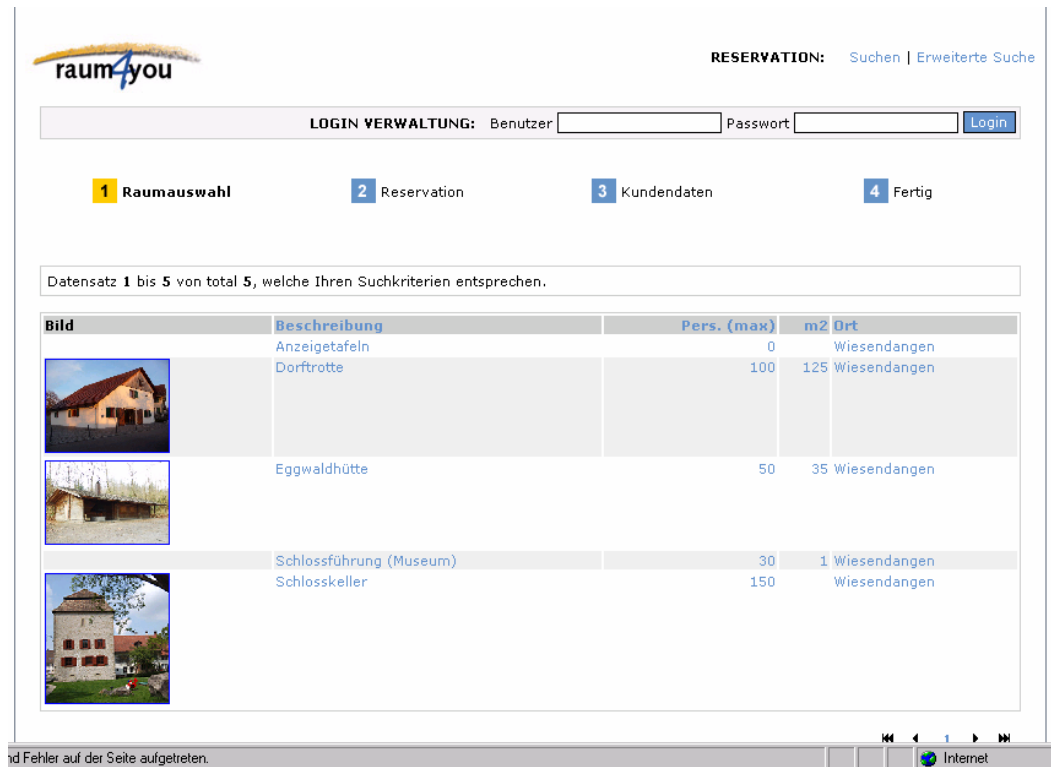 raum4you
RESERVATION: Suchen | Erweiterte Suche
LOGIN VERWALTUNG: Benutzer Passwort Login
1 Raumauswahl 2 Reservation 3 Kundendaten 4 Fertig
Datensatz 1 bis 5 von total 5, welche Ihren Suchkriterien entsprechen.
Bild Beschreibung Pers. (max) m2 Ort
Anzeigetafeln 0 Wiesendangen
Dorftrotte 100 125 Wiesendangen
Eggwaldhütte 50 35 Wiesendangen
Schlossführung (Museum) 30 1 Wiesendangen
Schlosskeller 150 Wiesendangen
1
nd Fehler auf der Seite aufgetreten. Internet